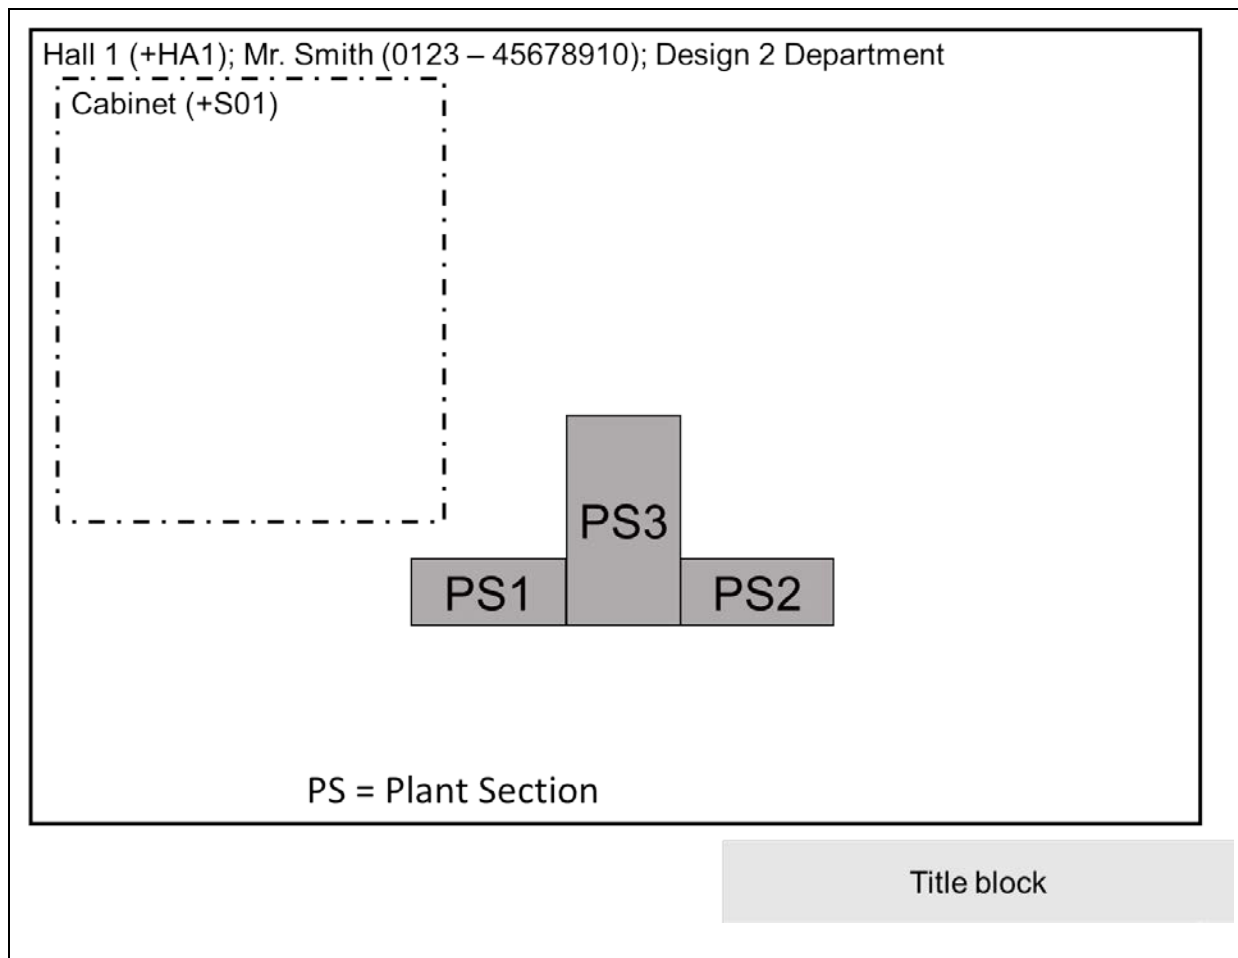 Hall 1 (+HA1); Mr. Smith (0123 – 45678910); Design 2 Department
Cabinet (+S01)
PS3
PS1
PS2
PS = Plant Section
Title block